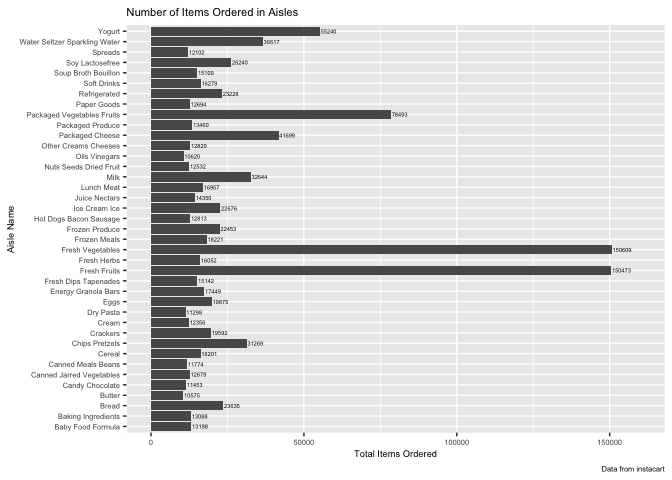 Number of Items Ordered in Aisles
Yogurt 55240
Water Seltzer Sparkling Water 36617
Spreads 12102
Soy Lactosefree 26240
Soup Broth Bouillon 15109
Soft Drinks 16279
Refrigerated 23228
Paper Goods 12694
Packaged Vegetables Fruits 78493
Packaged Produce 13460
Packaged Cheese 41699
Other Creams Cheeses 12820
Oils Vinegars 10620
Nuts Seeds Dried Fruit 12532
Milk 32644
Lunch Meat 16957
Juice Nectars 14350
Ice Cream Ice 22676
Hot Dogs Bacon Sausage 12813
Frozen Produce 22453
Frozen Meals 18221
Fresh Vegetables 150609
Fresh Herbs 16052
Fresh Fruits 150473
Fresh Dips Tapenades 15142
Energy Granola Bars 17449
Eggs 19875
Dry Pasta 11298
Cream 12356
Crackers 19592
Chips Pretzels 31269
Cereal 16201
Canned Meals Beans 11774
Canned Jarred Vegetables 12679
Candy Chocolate 11453
Butter 10575
Bread 23635
Baking Ingredients 13088
Baby Food Formula 13198
Aisle Name
0 50000 100000 150000
Total Items Ordered
Data from instacart